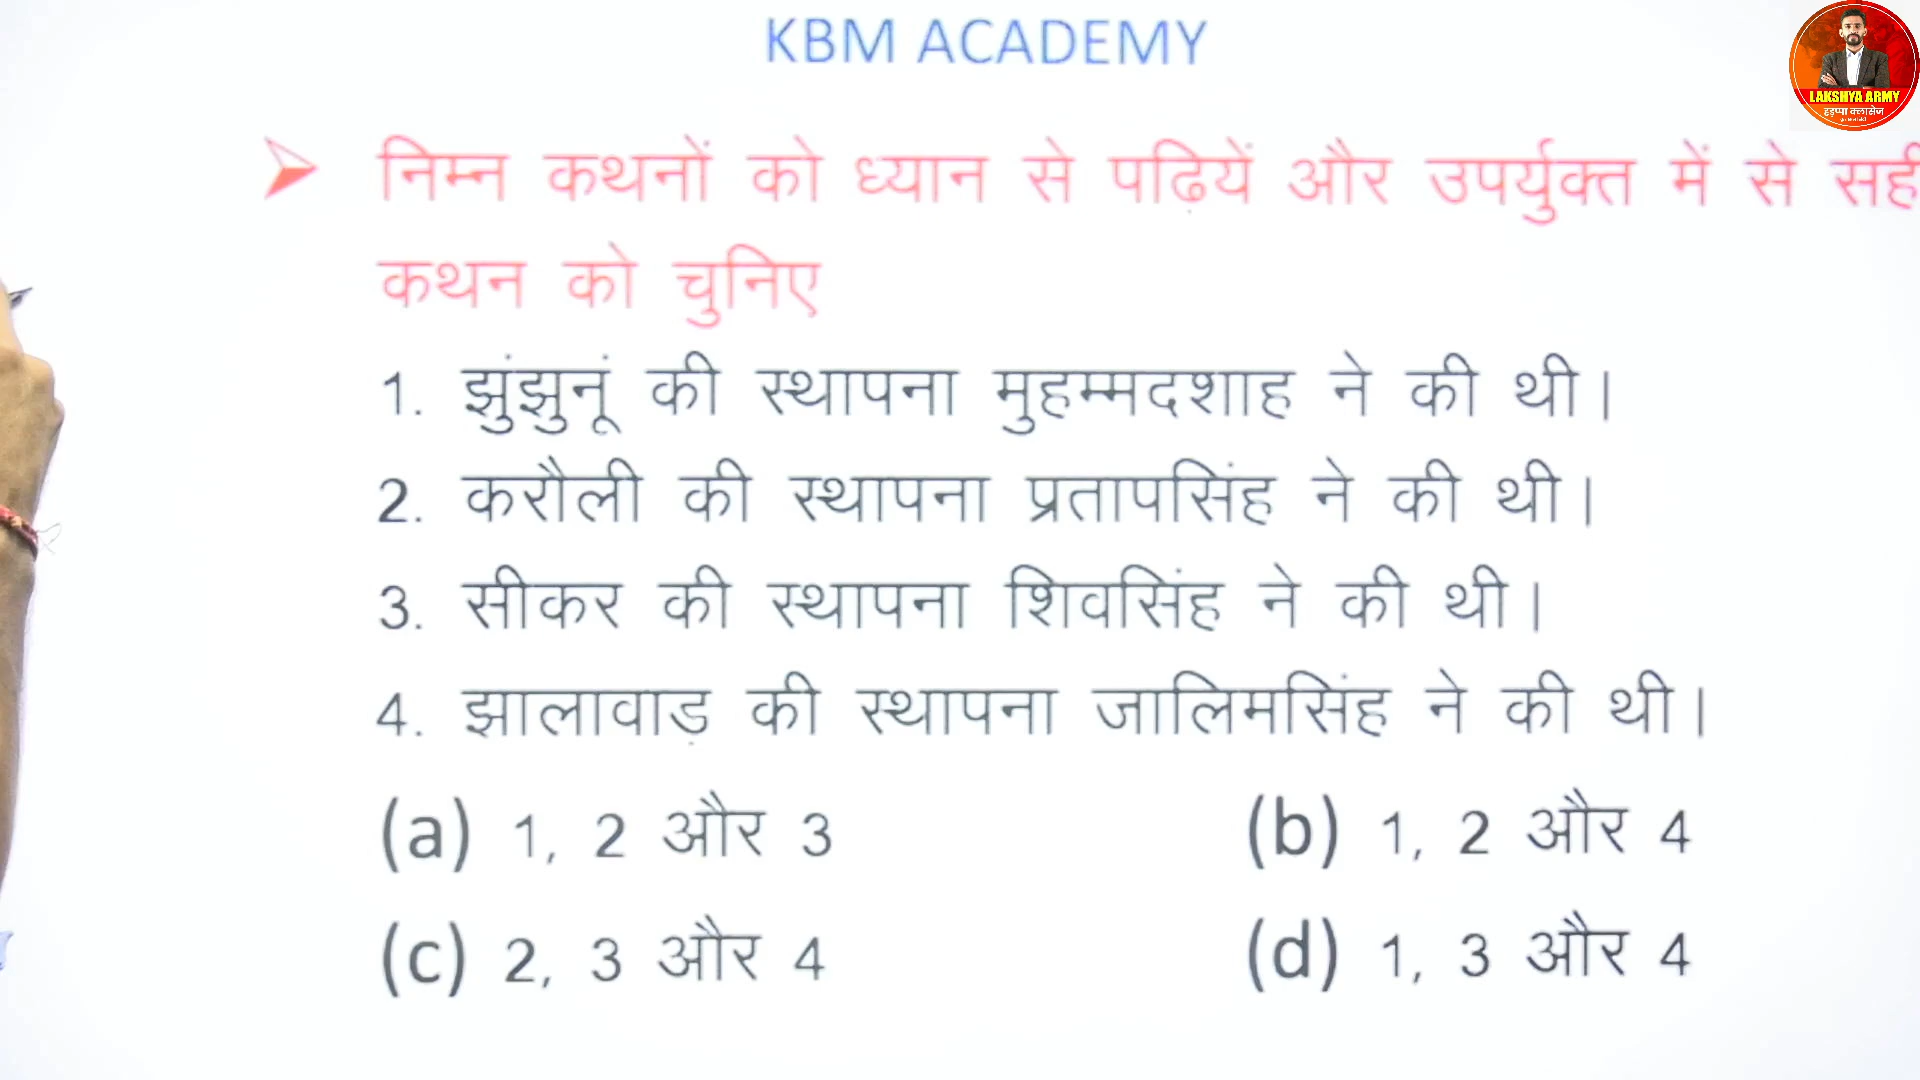 KBM ACADEMY
LAKSHYA ARMY
हड़प्पा क्लासेज
निम्न कथनों को ध्यान से पढ़ियें और उपर्युक्त में से सही
कथन को चुनिए
1. झुंझुनूं की स्थापना मुहम्मदशाह ने की थी।
2. करौली की स्थापना प्रतापसिंह ने की थी।
3. सीकर की स्थापना शिवसिंह ने की थी।
4. झालावाड़ की स्थापना जालिमसिंह ने की थी।
(a) 1, 2 और 3 (b) 1, 2 और 4
(c) 2, 3 और 4 (d) 1, 3 और 4